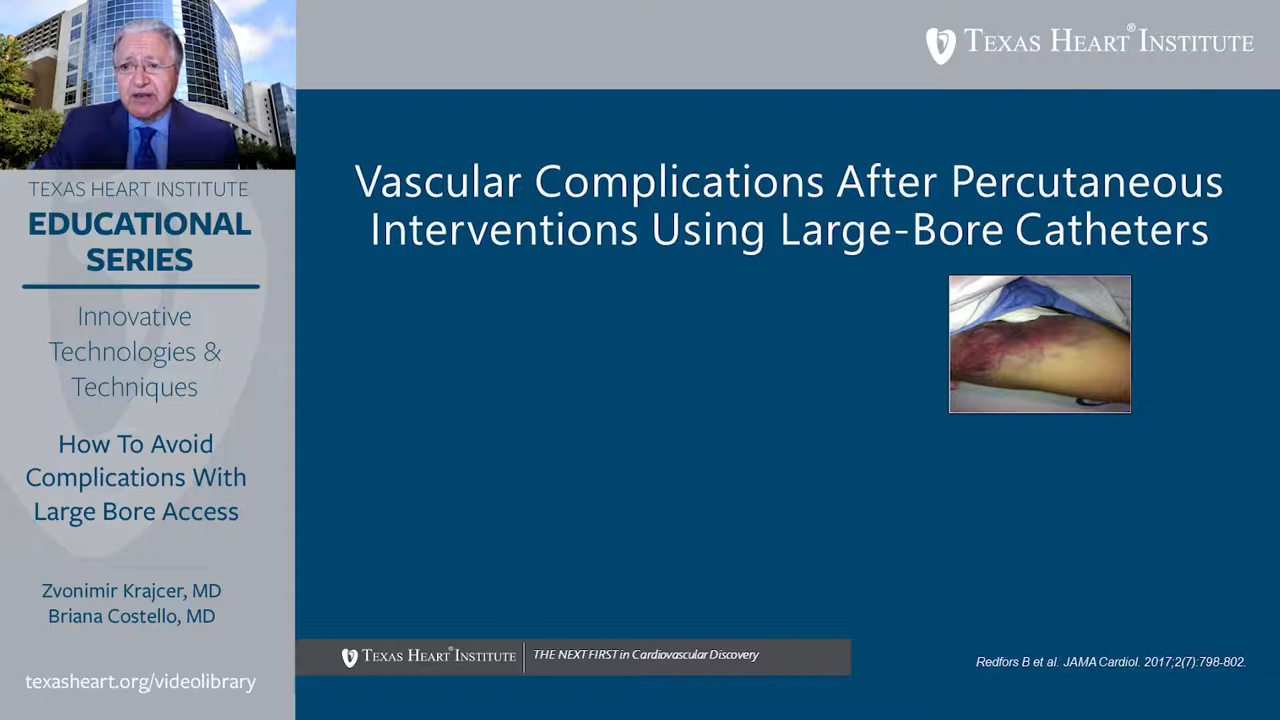 TEXAS HEART INSTITUTE
EDUCATIONAL
SERIES
Innovative
Technologies &
Techniques
How To Avoid
Complications With
Large Bore Access
Zvonimir Krajcer, MD
Briana Costello, MD
texasheart.org/videolibrary
TEXAS HEART® INSTITUTE
Vascular Complications After Percutaneous
Interventions Using Large-Bore Catheters
TEXAS HEART® INSTITUTE
THE NEXT FIRST in Cardiovascular Discovery
Redfors B et al. JAMA Cardiol. 2017;2(7):798-802.